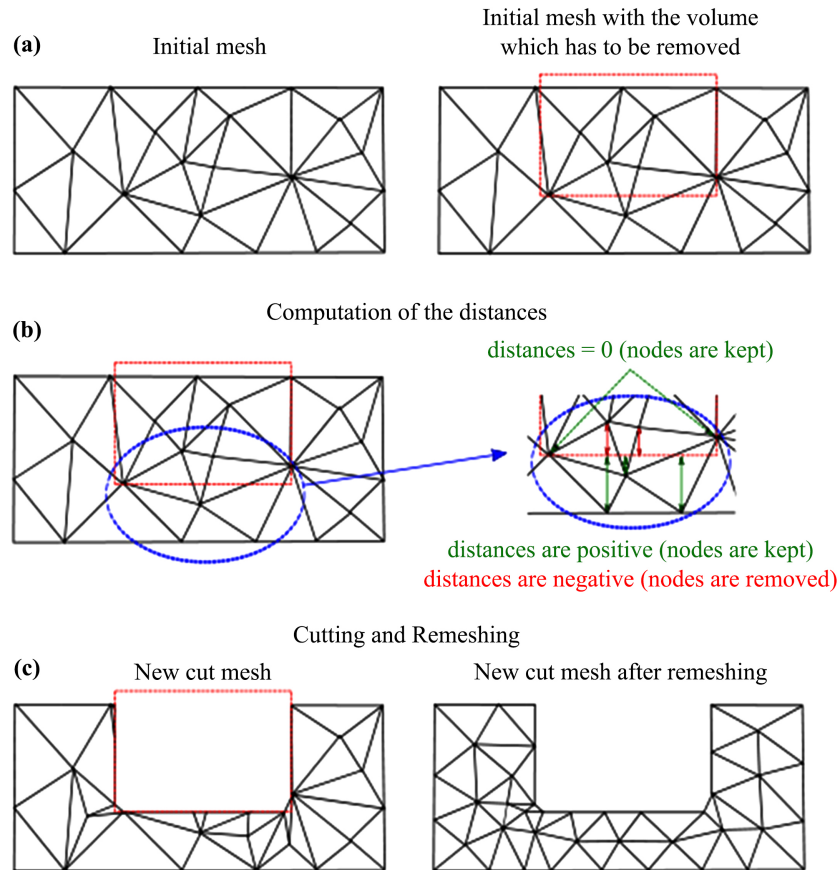 (a)
Initial mesh
Initial mesh with the volume
which has to be removed
(b)
Computation of the distances
distances = 0 (nodes are kept)
distances are positive (nodes are kept)
distances are negative (nodes are removed)
Cutting and Remeshing
(c)
New cut mesh
New cut mesh after remeshing